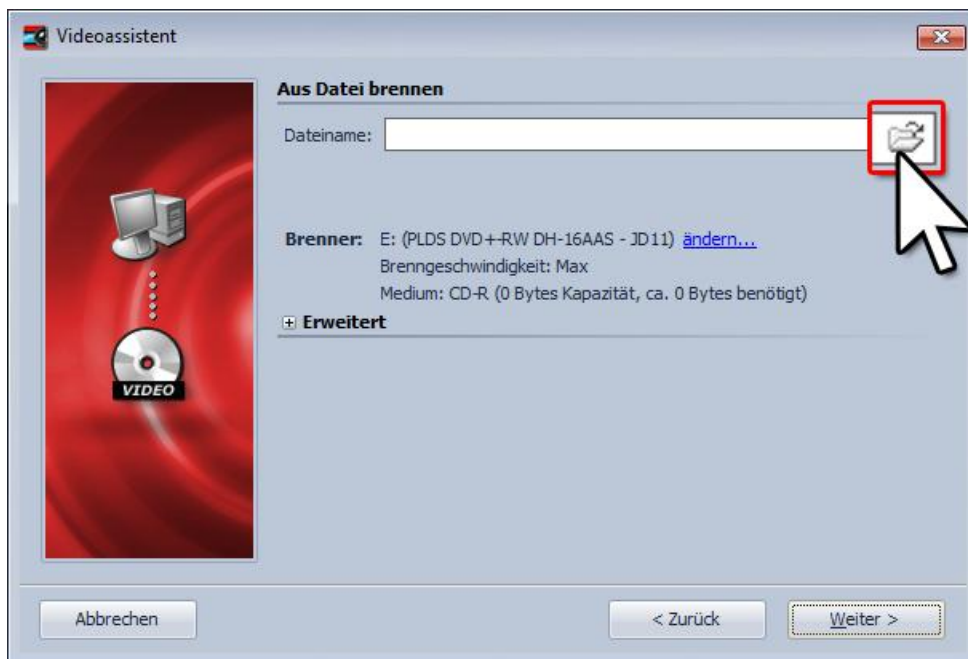 Videoassistent
Aus Datei brennen
Dateiname:
Brenner: E: (PLDS DVD+-RW DH-16AAS - JD11) ändern...
Brenngeschwindigkeit: Max
Medium: CD-R (0 Bytes Kapazität, ca. 0 Bytes benötigt)
Erweitert
VIDEO
Abbrechen < Zurück Weiter >